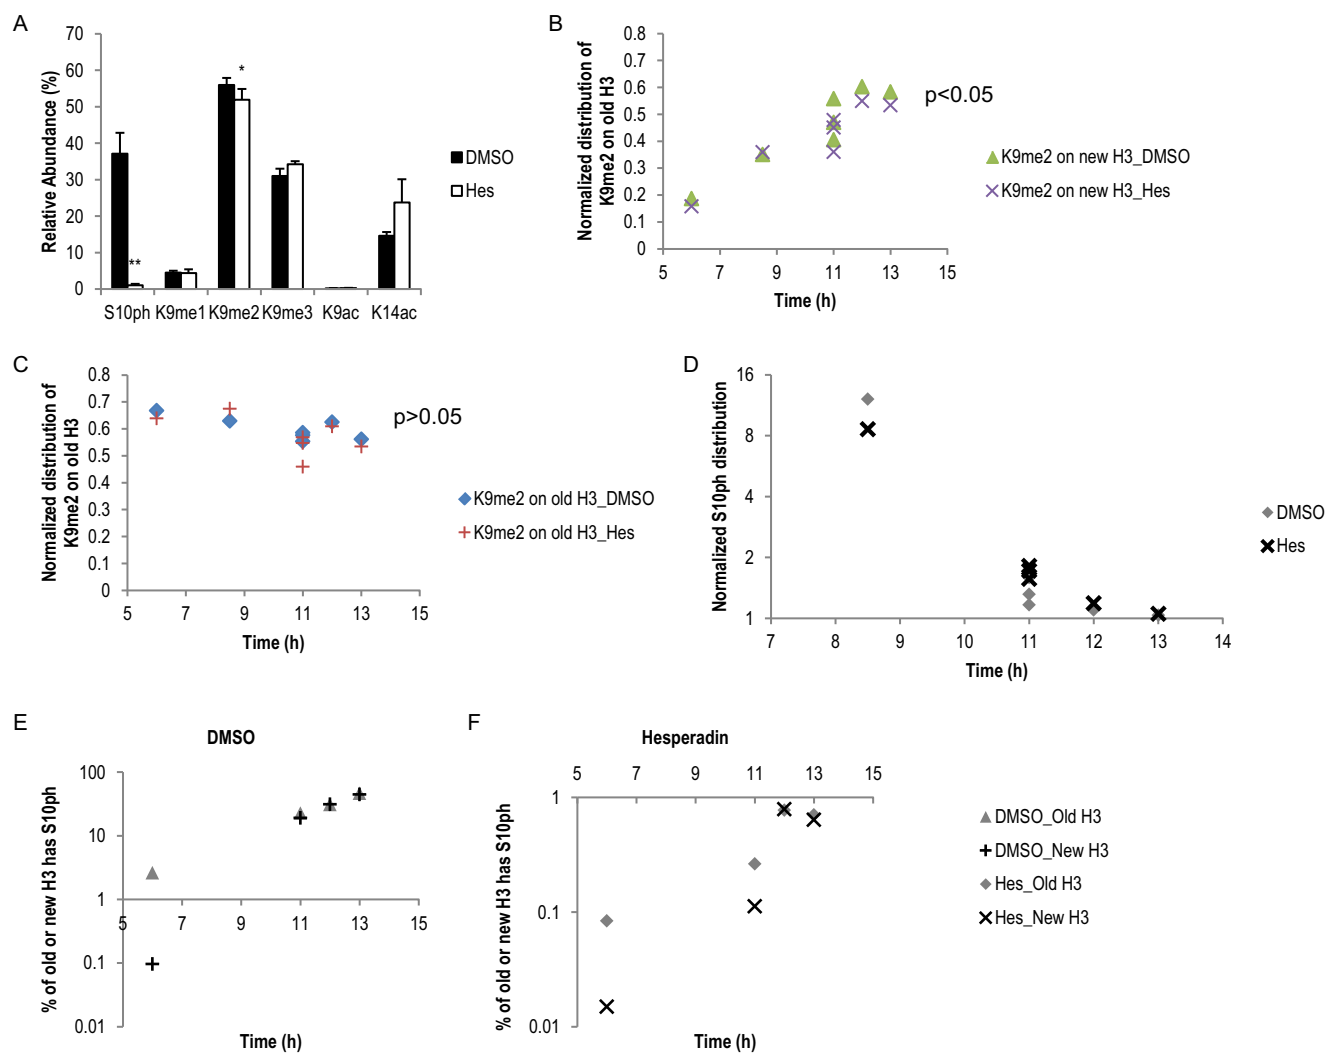 A
70
60
50
40
30
20
10
0
Relative Abundance (%)
**
*
S10ph K9me1 K9me2 K9me3 K9ac K14ac
DMSO
Hes
B
0.8
0.7
0.6
0.5
0.4
0.3
0.2
0.1
0
Normalized distribution of
K9me2 on old H3
p<0.05
5 7 9 11 13 15
Time (h)
K9me2 on new H3_DMSO
K9me2 on new H3_Hes
C
0.8
0.7
0.6
0.5
0.4
0.3
0.2
0.1
0
Normalized distribution of
K9me2 on old H3
p>0.05
5 7 9 11 13 15
Time (h)
K9me2 on old H3_DMSO
K9me2 on old H3_Hes
D
16
8
4
2
1
Normalized S10ph distribution
7 8 9 10 11 12 13 14
Time (h)
DMSO
Hes
E
DMSO
100
10
1
0.1
0.01
% of old or new H3 has S10ph
5 7 9 11 13 15
Time (h)
F
Hesperadin
5 7 9 11 13 15
1
0.1
0.01
% of old or new H3 has S10ph
Time (h)
DMSO_Old H3
DMSO_New H3
Hes_Old H3
Hes_New H3